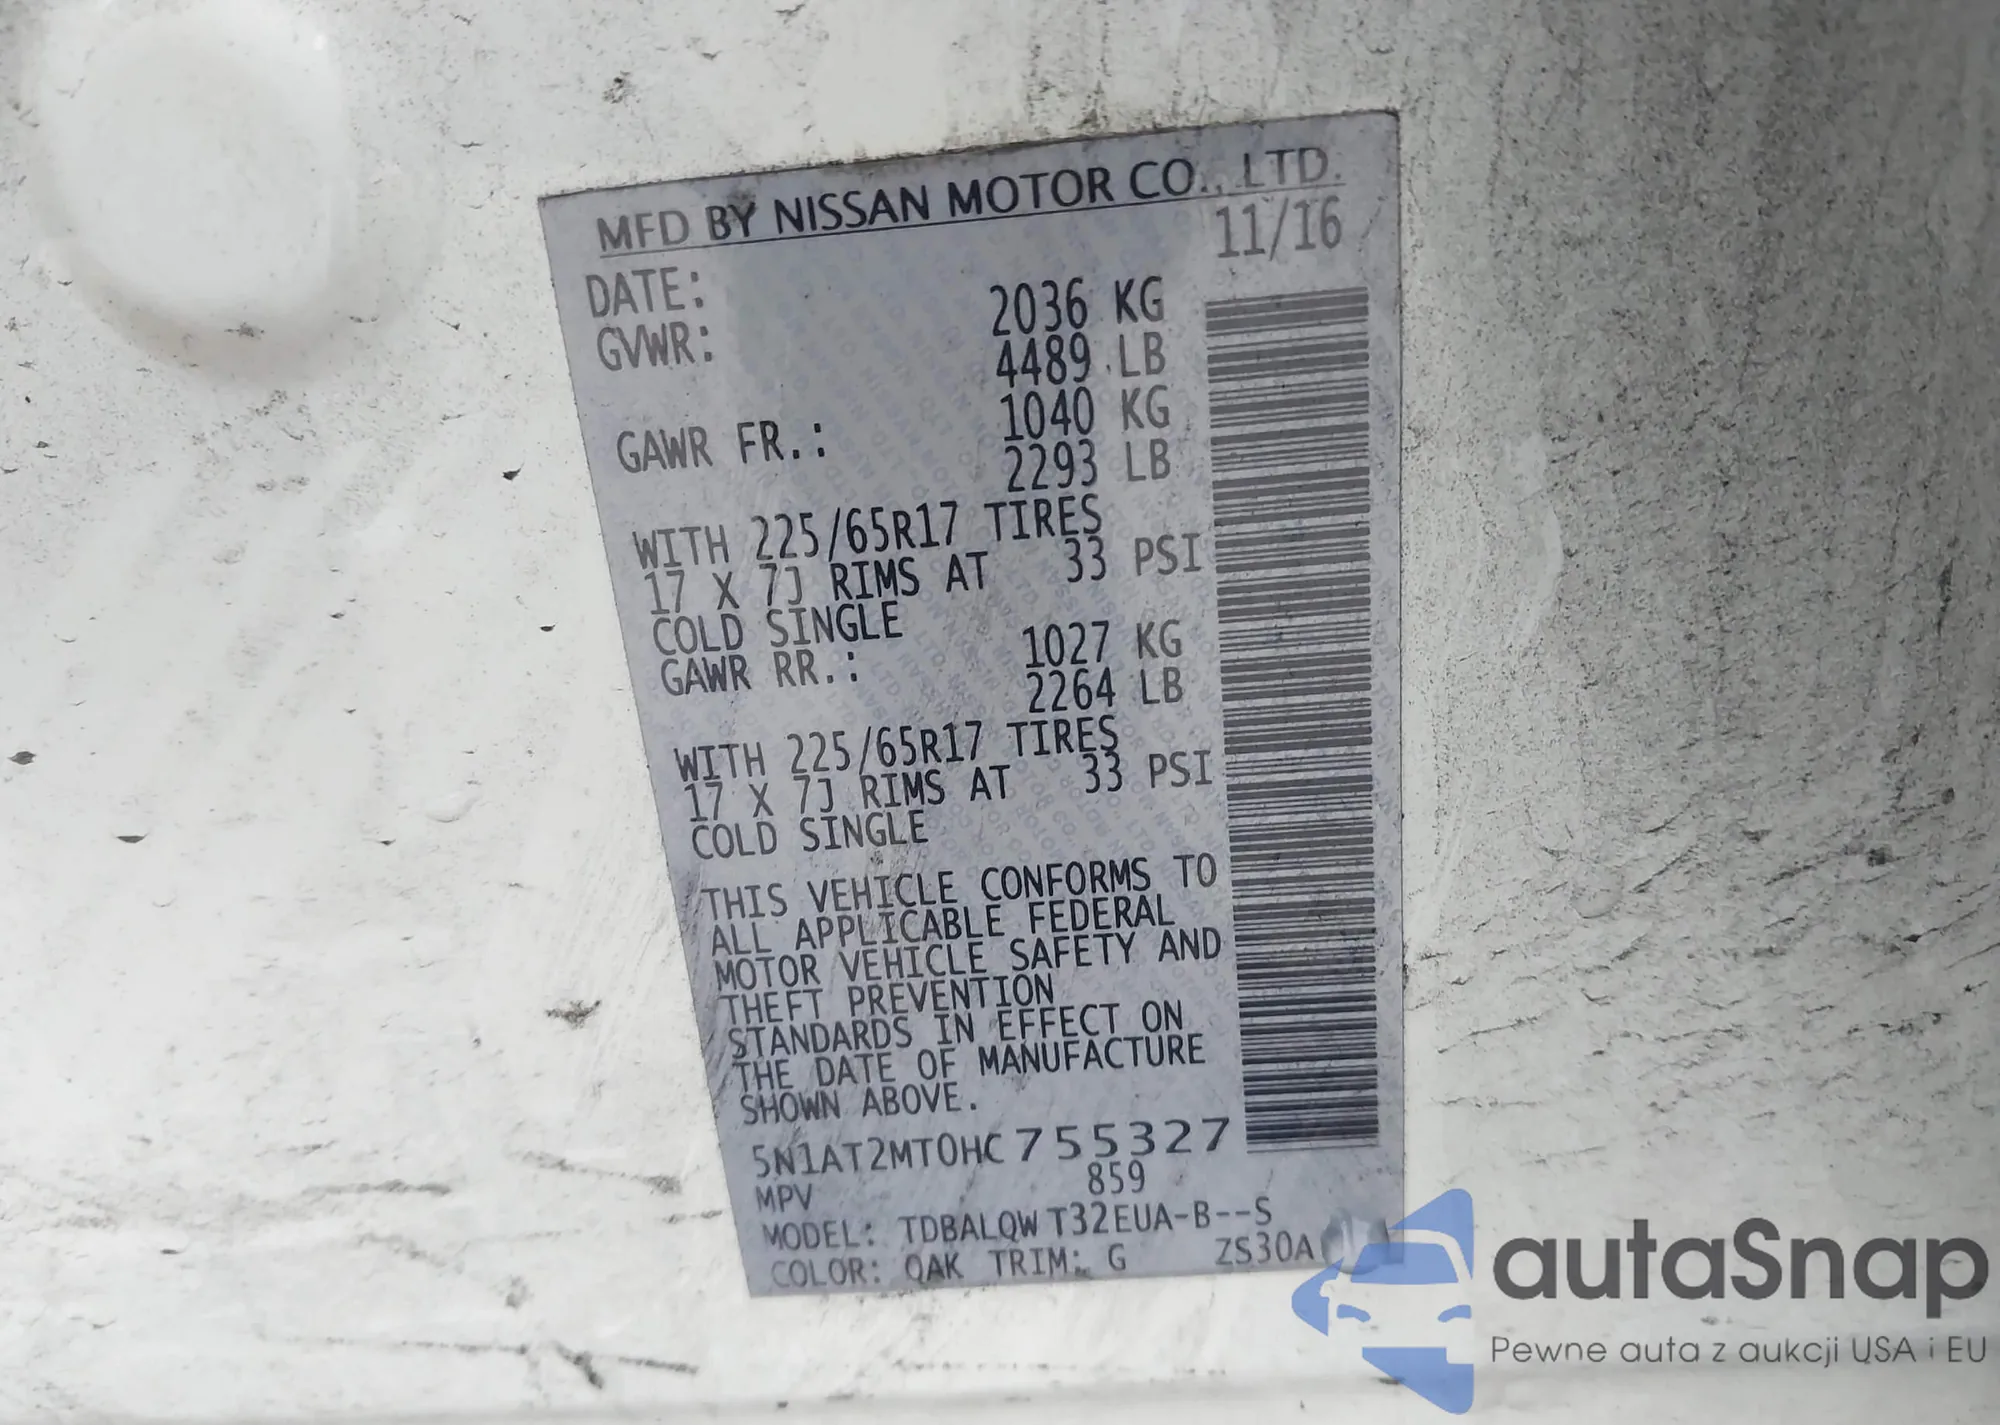 MFD BY NISSAN MOTOR CO., LTD.
DATE: 11/16
GVWR: 2036 KG
4489 LB
GAWR FR.: 1040 KG
2293 LB
WITH 225/65R17 TIRES
17 X 7J RIMS AT 33 PSI
COLD SINGLE
GAWR RR.: 1027 KG
2264 LB
WITH 225/65R17 TIRES
17 X 7J RIMS AT 33 PSI
COLD SINGLE
THIS VEHICLE CONFORMS TO
ALL APPLICABLE FEDERAL
MOTOR VEHICLE SAFETY AND
THEFT PREVENTION
STANDARDS IN EFFECT ON
THE DATE OF MANUFACTURE
SHOWN ABOVE.
5N1AT2MT0HC755327
MPV 859
MODEL: TDBALQW T32EUA-B--S
COLOR: QAK TRIM: G ZS30A
autaSnap
Pewne auta z aukcji USA i EU